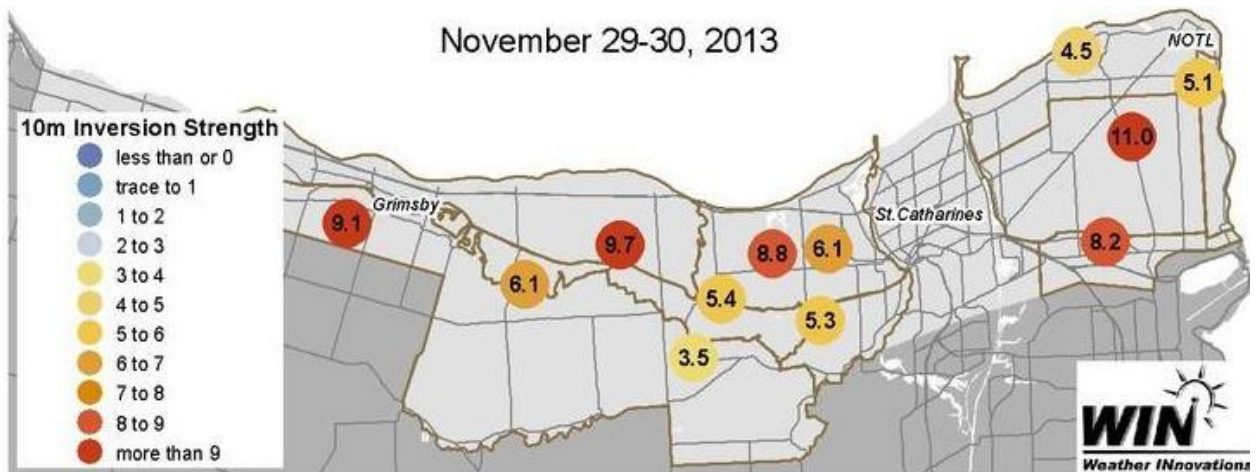 November 29-30, 2013
NOTL
4.5
5.1
11.0
10m Inversion Strength
less than or 0
trace to 1
1 to 2
2 to 3
3 to 4
4 to 5
5 to 6
6 to 7
7 to 8
8 to 9
more than 9
Grimsby
St.Catharines
9.1
9.7
8.8
6.1
8.2
6.1
5.4
5.3
3.5
WIN
Weather INnovations